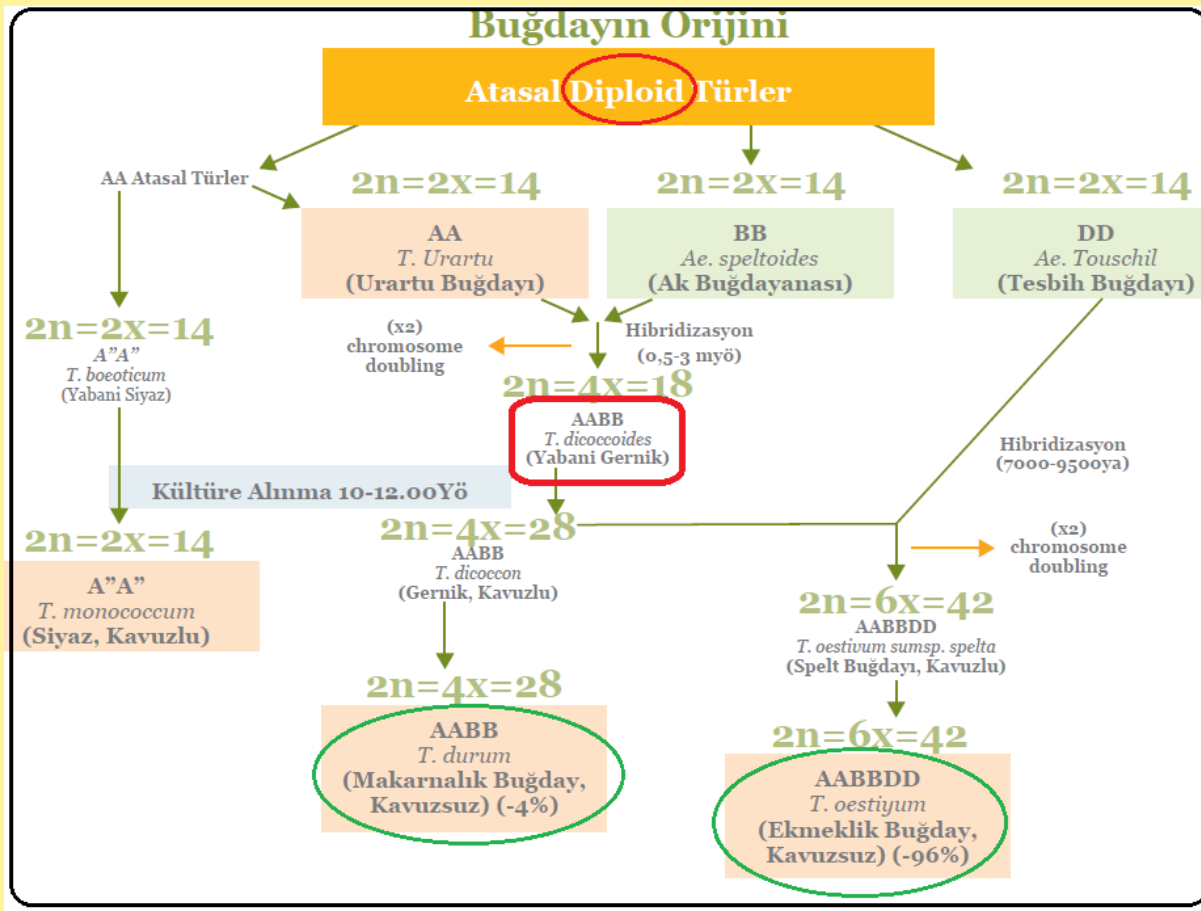 Buğdayın Orijini
Atasal Diploid Türler
AA Atasal Türler
2n=2x=14
AA
T. Urartu
(Urartu Buğdayı)
2n=2x=14
BB
Ae. speltoides
(Ak Buğdayanası)
2n=2x=14
DD
Ae. Touschil
(Tesbih Buğdayı)
2n=2x=14
A”A”
T. boeoticum
(Yabani Siyaz)
(x2)
chromosome
doubling
Hibridizasyon
(0,5-3 myö)
2n=4x=18
AABB
T. dicoccoides
(Yabani Gernik)
Hibridizasyon
(7000-9500ya)
Kültüre Alınma 10-12.00Yö
2n=2x=14
A”A”
T. monococcum
(Siyaz, Kavuzlu)
2n=4x=28
AABB
T. dicoccon
(Gernik, Kavuzlu)
(x2)
chromosome
doubling
2n=6x=42
AABBDD
T. oestivum sumsp. spelta
(Spelt Buğdayı, Kavuzlu)
2n=4x=28
AABB
T. durum
(Makarnalık Buğday,
Kavuzsuz) (-4%)
2n=6x=42
AABBDD
T. oestiyum
(Ekmeklik Buğday,
Kavuzsuz) (-96%)